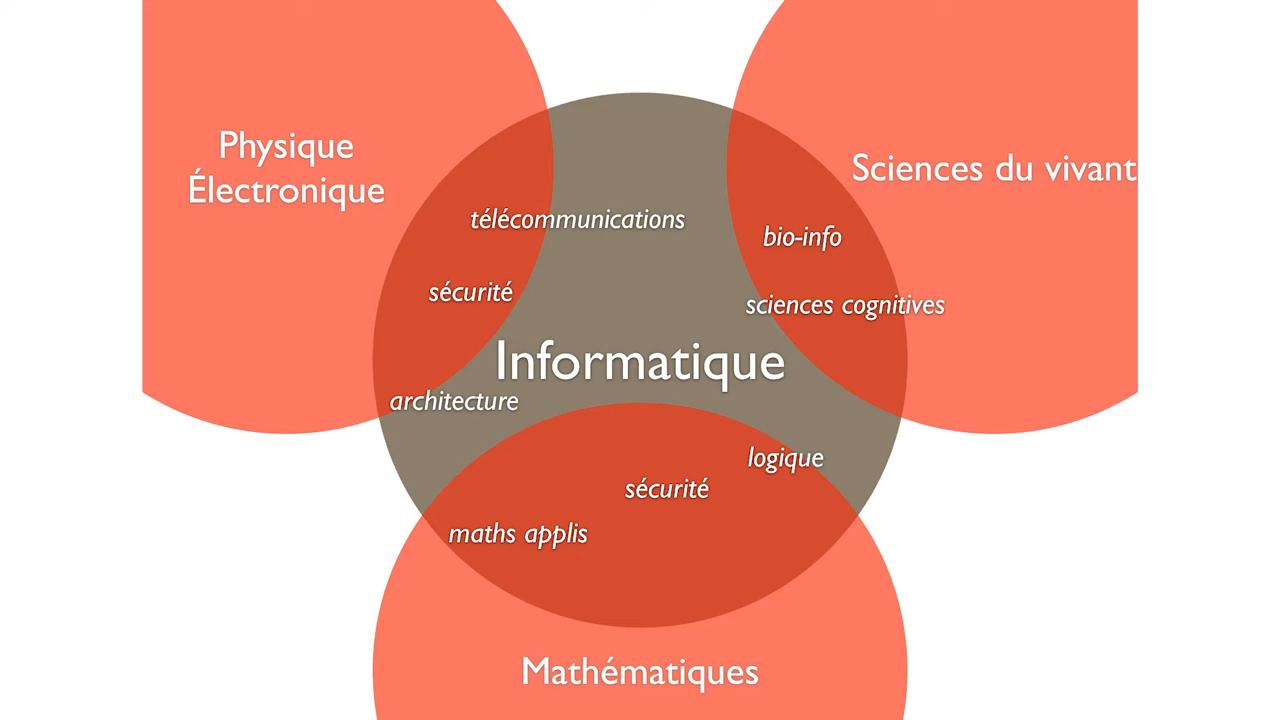 Physique
Électronique
Sciences du vivant
télécommunications
bio-info
sécurité
sciences cognitives
Informatique
architecture
logique
sécurité
maths applis
Mathématiques